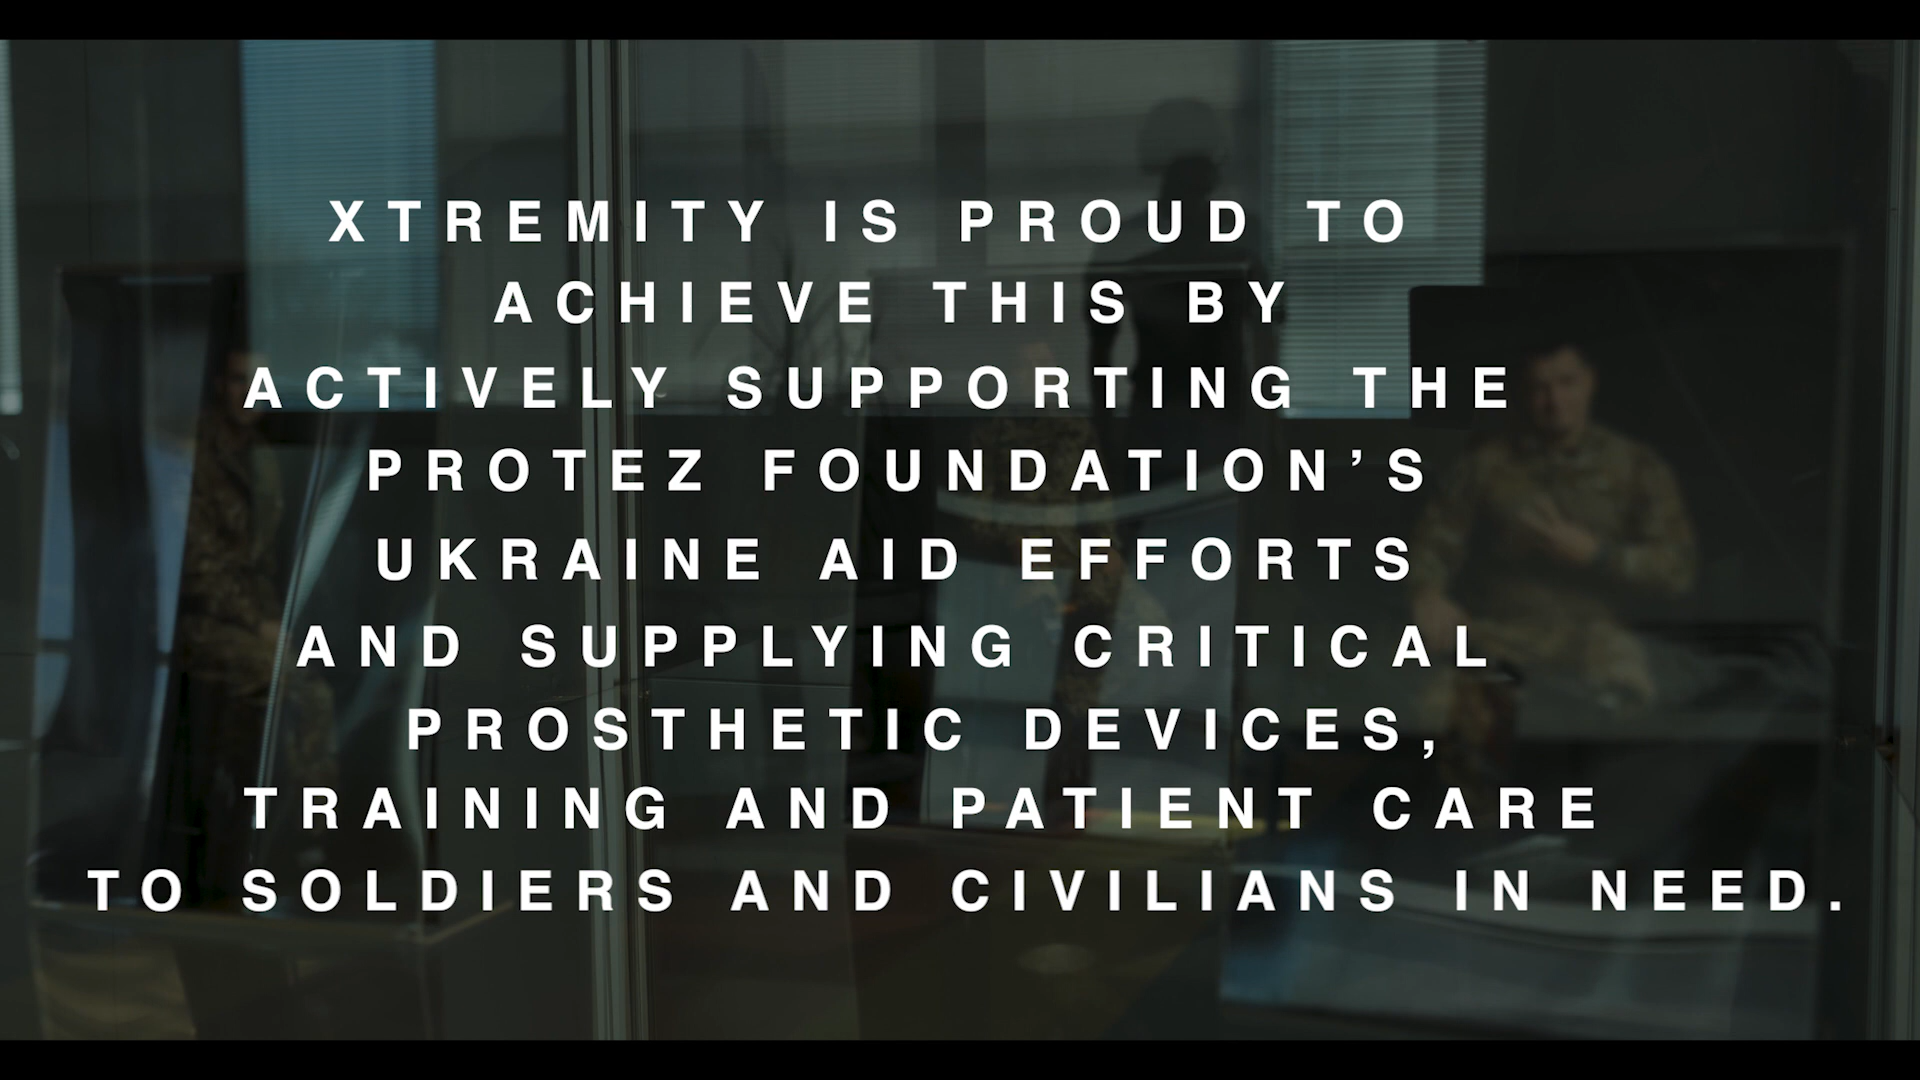 XTREMITY IS PROUD TO
ACHIEVE THIS BY
ACTIVELY SUPPORTING THE
PROTEZ FOUNDATION’S
UKRAINE AID EFFORTS
AND SUPPLYING CRITICAL
PROSTHETIC DEVICES,
TRAINING AND PATIENT CARE
TO SOLDIERS AND CIVILIANS IN NEED.